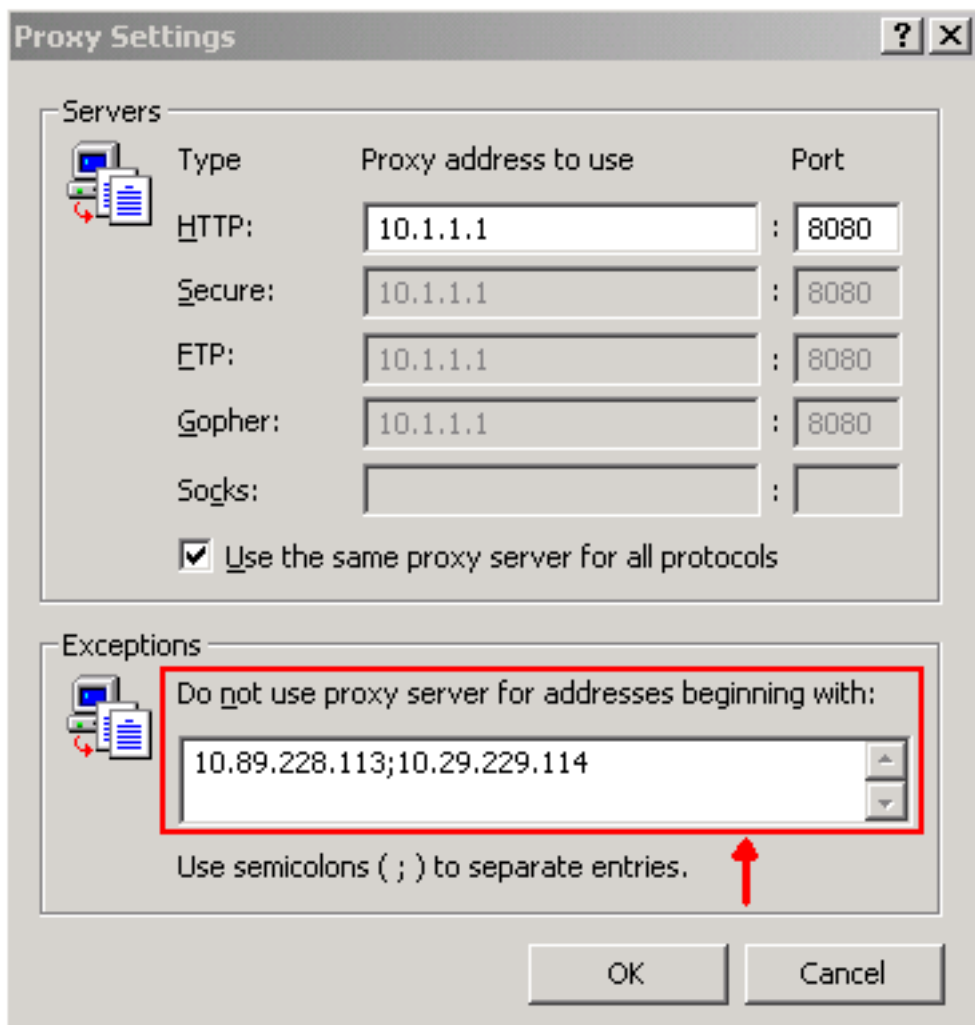 Proxy Settings
Servers
Type Proxy address to use Port
HTTP: 10.1.1.1 : 8080
Secure: 10.1.1.1 : 8080
FTP: 10.1.1.1 : 8080
Gopher: 10.1.1.1 : 8080
Socks: :
Use the same proxy server for all protocols
Exceptions
Do not use proxy server for addresses beginning with:
10.89.228.113;10.29.229.114
Use semicolons ( ; ) to separate entries.
OK Cancel